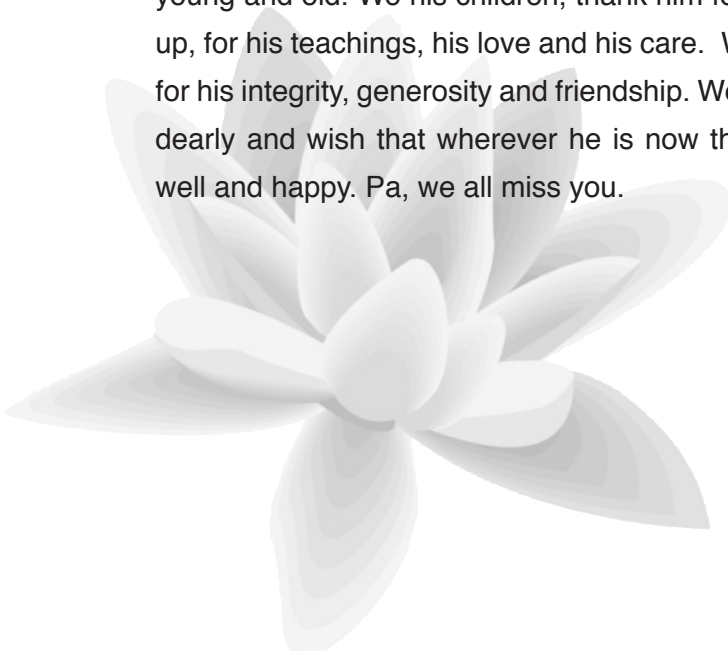 young and old. We his children, thank him fo
up, for his teachings, his love and his care. W
for his integrity, generosity and friendship. We
dearly and wish that wherever he is now th
well and happy. Pa, we all miss you.